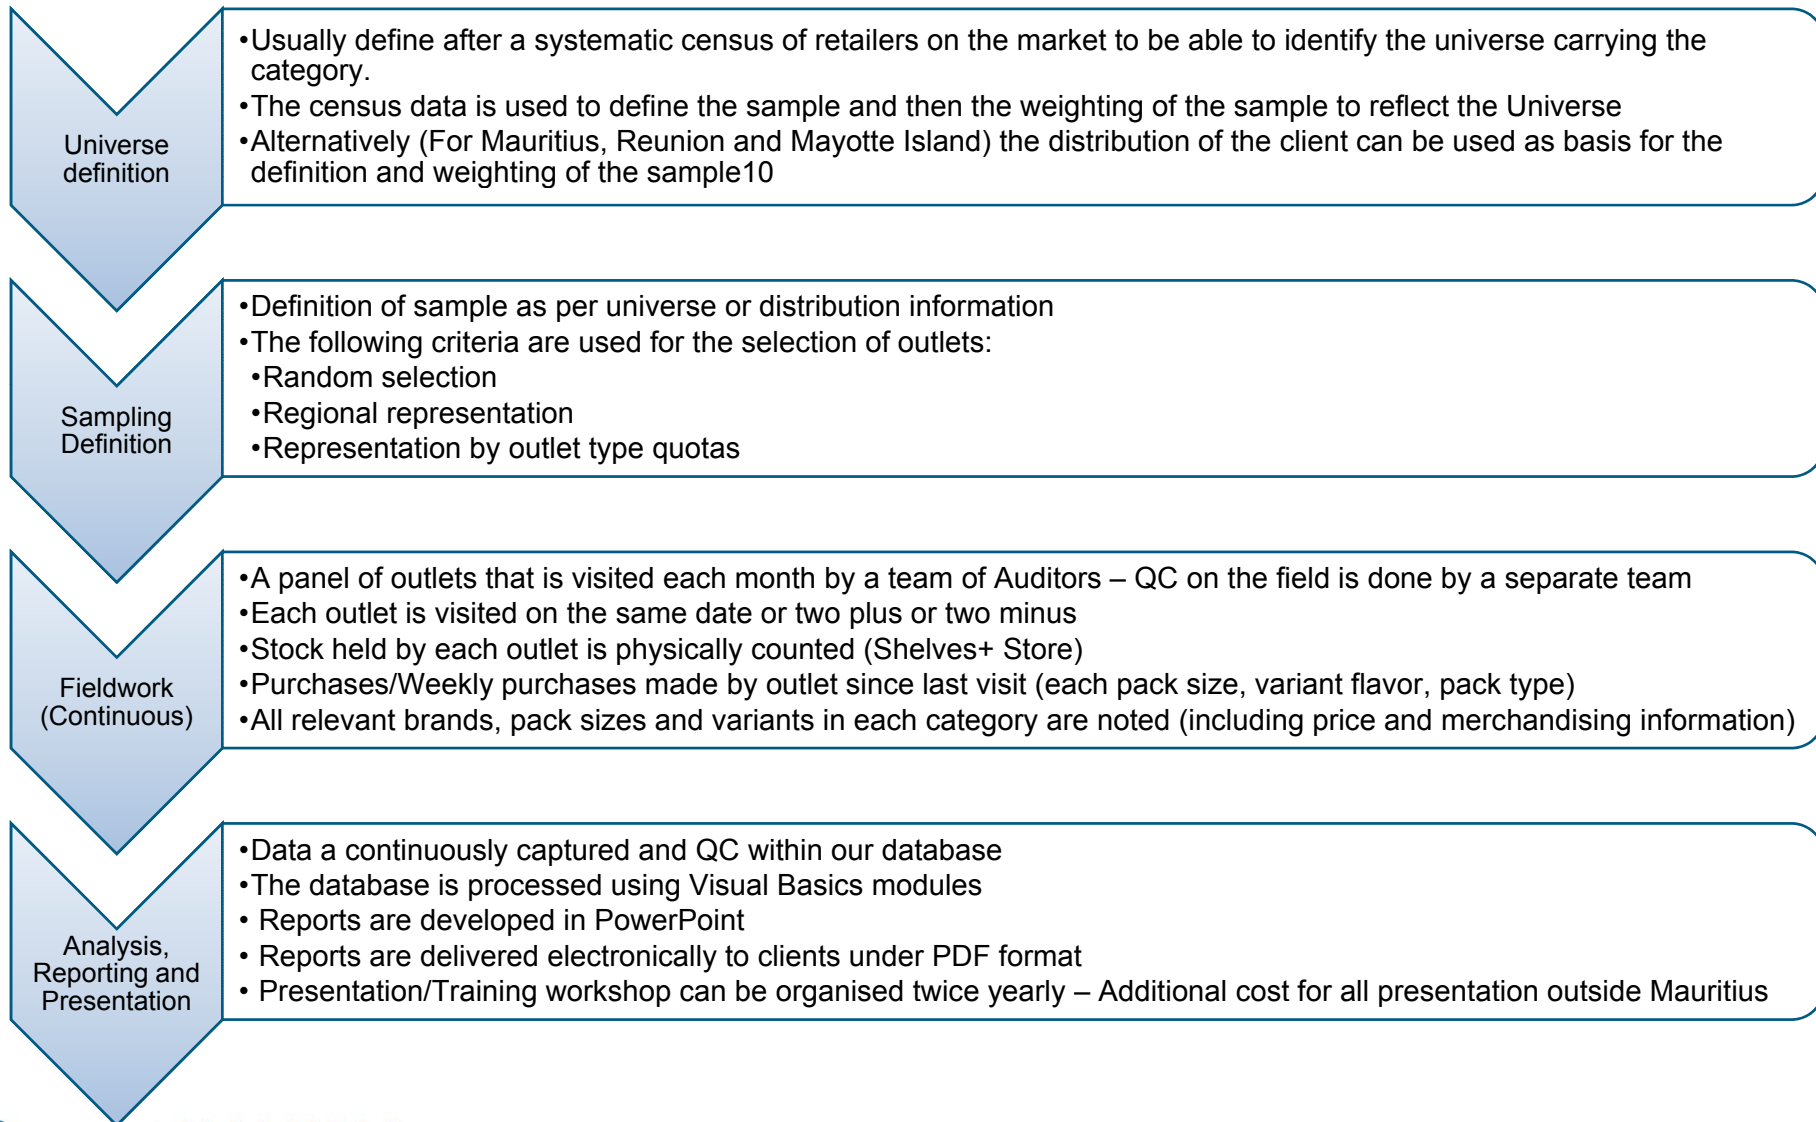 Universe
definition
•Usually define after a systematic census of retailers on the market to be able to identify the universe carrying the
category.
•The census data is used to define the sample and then the weighting of the sample to reflect the Universe
•Alternatively (For Mauritius, Reunion and Mayotte Island) the distribution of the client can be used as basis for the
definition and weighting of the sample10
Sampling
Definition
•Definition of sample as per universe or distribution information
•The following criteria are used for the selection of outlets:
•Random selection
•Regional representation
•Representation by outlet type quotas
Fieldwork
(Continuous)
•A panel of outlets that is visited each month by a team of Auditors – QC on the field is done by a separate team
•Each outlet is visited on the same date or two plus or two minus
•Stock held by each outlet is physically counted (Shelves+ Store)
•Purchases/Weekly purchases made by outlet since last visit (each pack size, variant flavor, pack type)
•All relevant brands, pack sizes and variants in each category are noted (including price and merchandising information)
Analysis,
Reporting and
Presentation
•Data a continuously captured and QC within our database
•The database is processed using Visual Basics modules
• Reports are developed in PowerPoint
• Reports are delivered electronically to clients under PDF format
• Presentation/Training workshop can be organised twice yearly – Additional cost for all presentation outside Mauritius